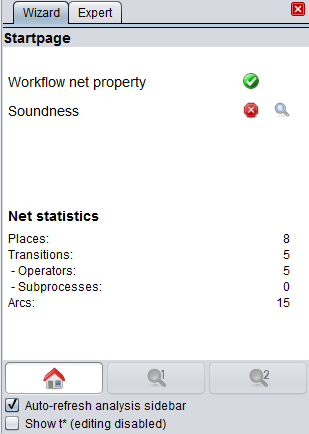 Wizard Expert
Startpage
Workflow net property
Soundness
Net statistics
Places: 8
Transitions: 5
- Operators: 5
- Subprocesses: 0
Arcs: 15
1 2
Auto-refresh analysis sidebar
Show t* (editing disabled)